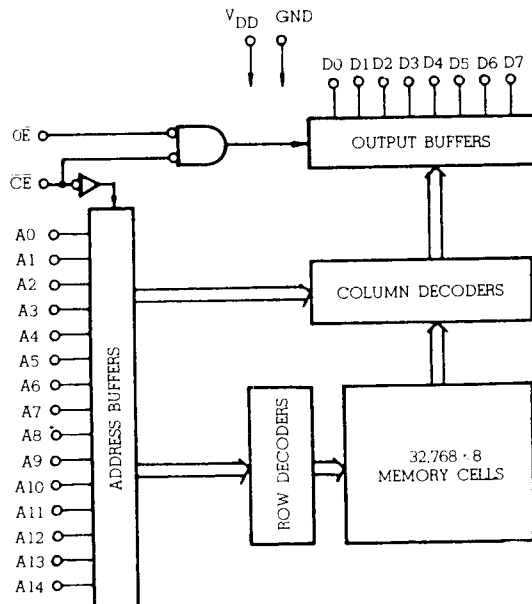 VDD GND
D0 D1 D2 D3 D4 D5 D6 D7
OE
OUTPUT BUFFERS
CE
A0
A1
A2
A3
A4
A5
A6
A7
A8
A9
A10
A11
A12
A13
A14
ADDRESS BUFFERS
COLUMN DECODERS
ROW DECODERS
32,768 · 8
MEMORY CELLS